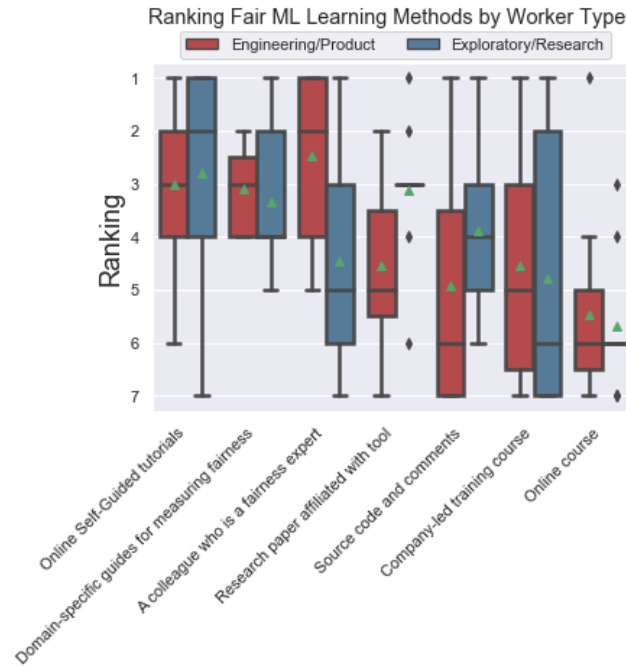 Ranking Fair ML Learning Methods by Worker Type
Engineering/Product
Exploratory/Research
Ranking
1
2
3
4
5
6
7
Online Self-Guided tutorials
Domain-specific guides for measuring fairness
A colleague who is a fairness expert
Research paper affiliated with tool
Source code and comments
Company-led training course
Online course